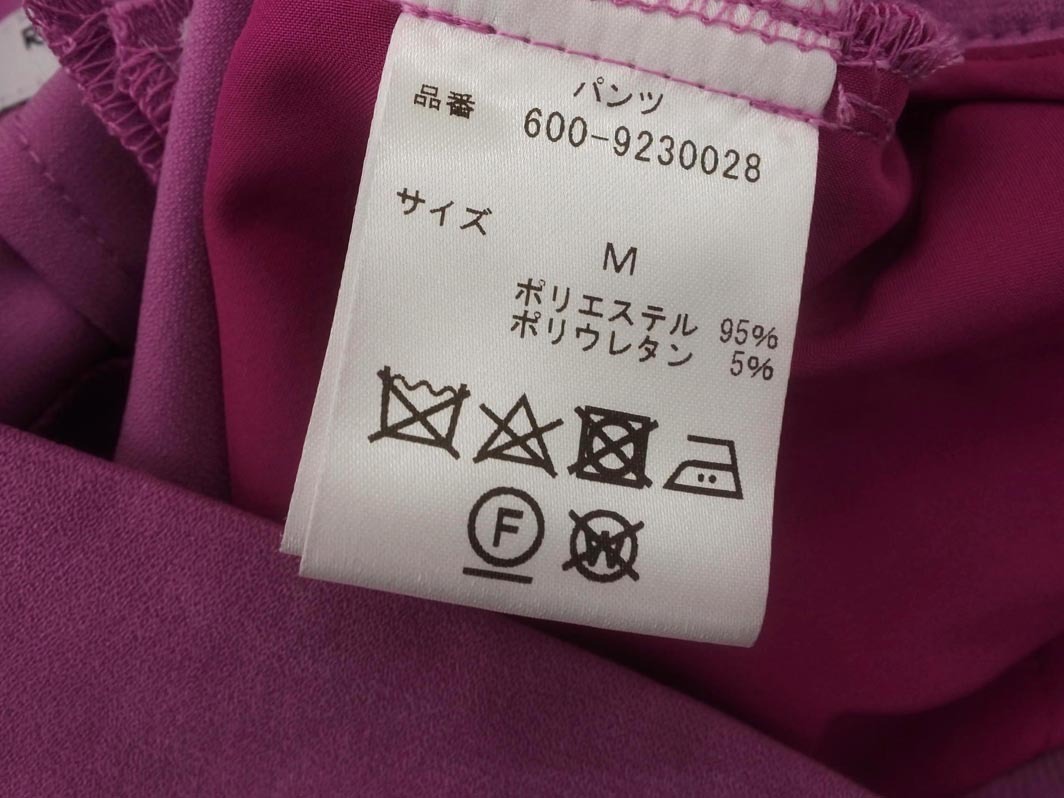 パンツ
品番 600-9230028
サイズ
M
ポリエステル 95%
ポリウレタン 5%
F
W